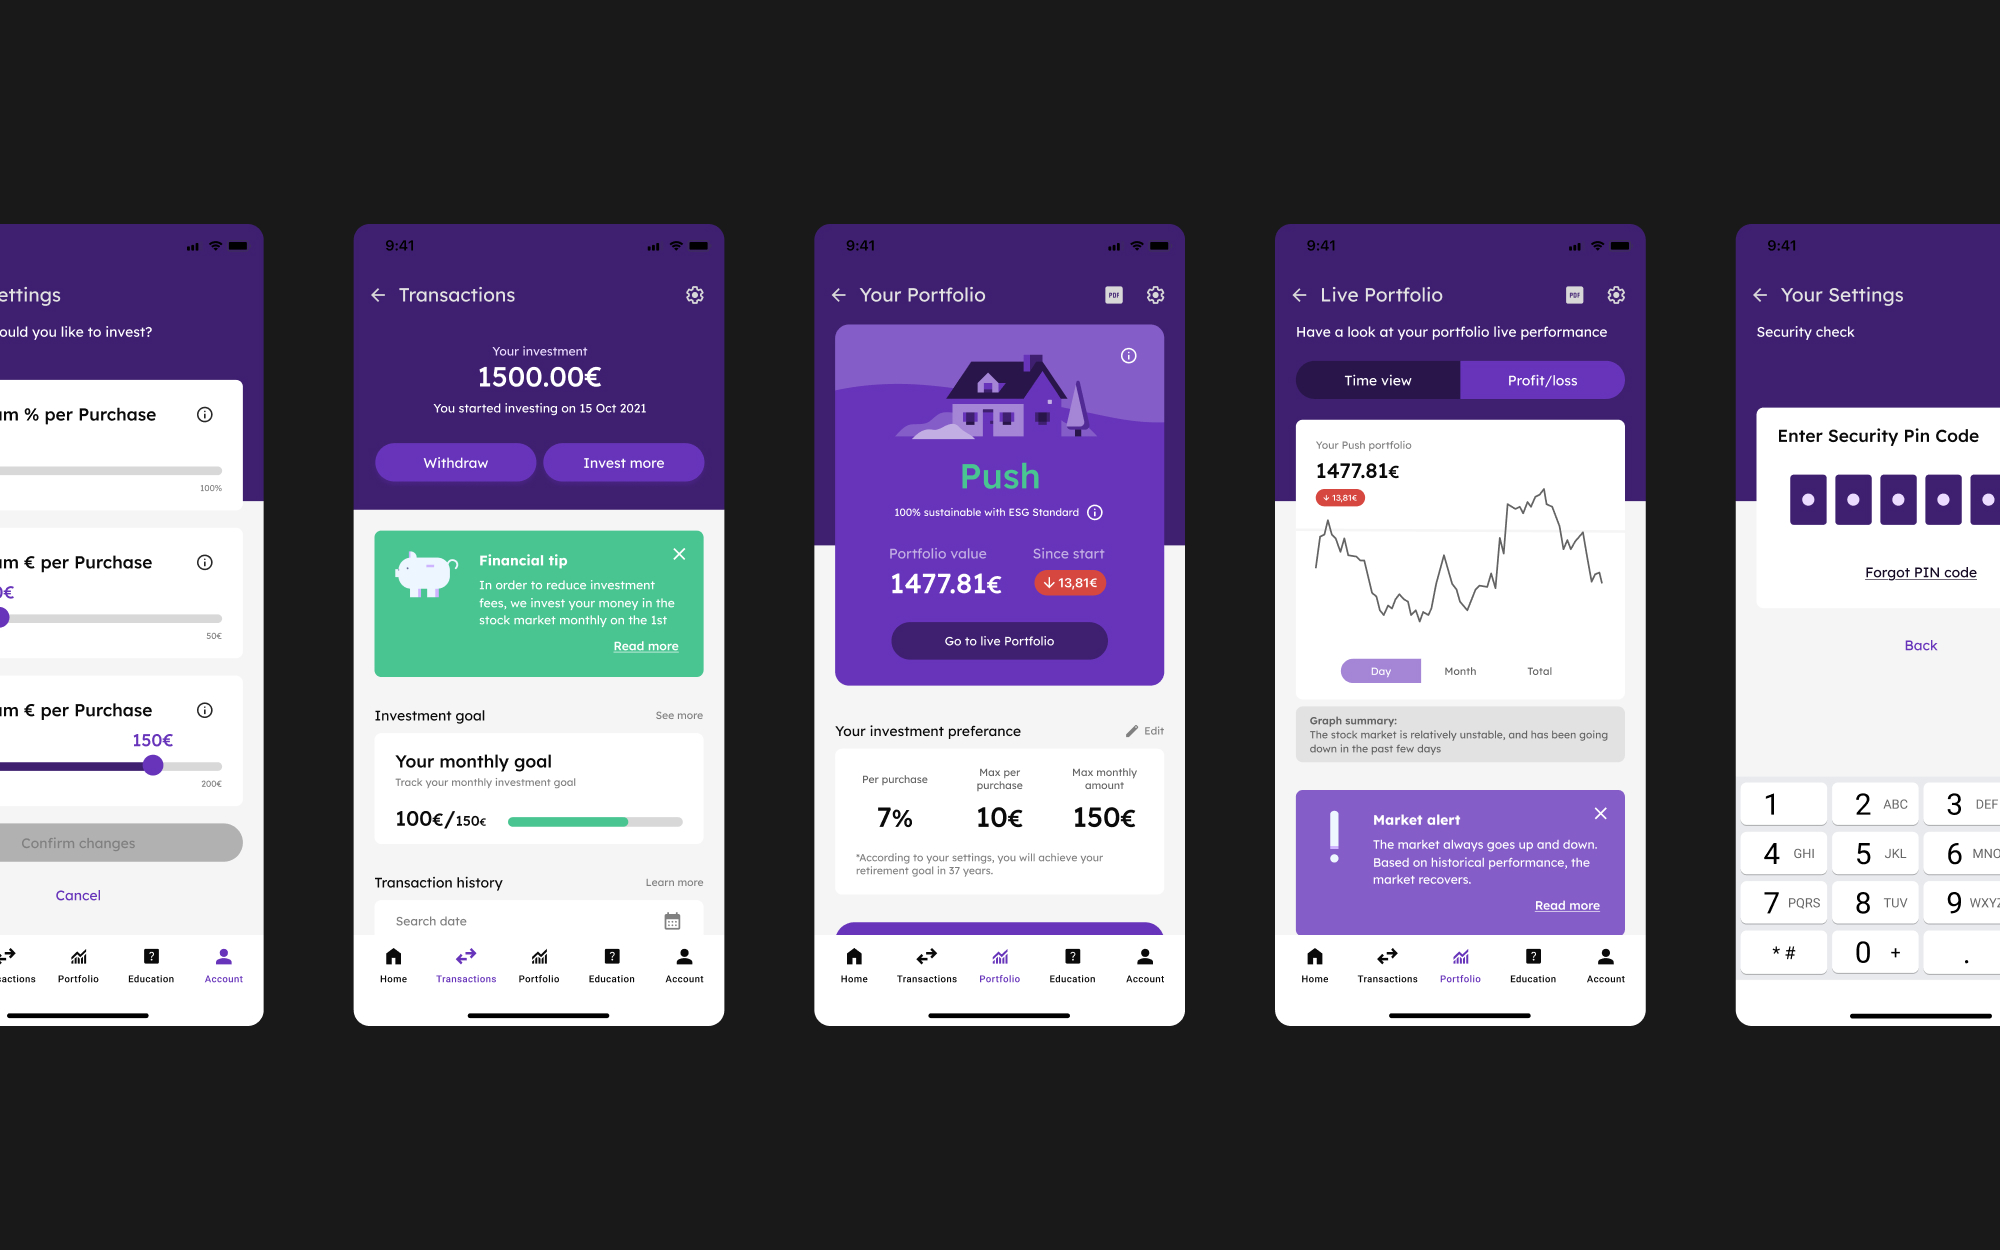 ettings
ould you like to invest?
um % per Purchase
100%
um € per Purchase
0€
50€
um € per Purchase
150€
200€
Confirm changes
Cancel
sactions
Portfolio
Education
Account
9:41
Transactions
Your investment
1500.00€
You started investing on 15 Oct 2021
Withdraw
Invest more
Financial tip
In order to reduce investment
fees, we invest your money in the
stock market monthly on the 1st
Read more
Investment goal
See more
Your monthly goal
Track your monthly investment goal
100€/150€
Transaction history
Learn more
Search date
Home
Transactions
Portfolio
Education
Account
9:41
Your Portfolio
PDF
Push
100% sustainable with ESG Standard
Portfolio value
Since start
1477.81€
13,81€
Go to live Portfolio
Your investment preferance
Edit
Per purchase
Max per
purchase
Max monthly
amount
7%
10€
150€
*According to your settings, you will achieve your
retirement goal in 37 years.
Home
Transactions
Portfolio
Education
Account
9:41
Live Portfolio
PDF
Have a look at your portfolio live performance
Time view
Profit/loss
Your Push portfolio
1477.81€
13,81€
Day
Month
Total
Graph summary:
The stock market is relatively unstable, and has been going
down in the past few days
Market alert
The market always goes up and down.
Based on historical performance, the
market recovers.
Read more
Home
Transactions
Portfolio
Education
Account
9:41
Your Settings
Security check
Enter Security Pin Code
Forgot PIN code
Back
1
2 ABC
3 DEF
4 GHI
5 JKL
6 MNO
7 PQRS
8 TUV
9 WXYZ
* #
0 +
.